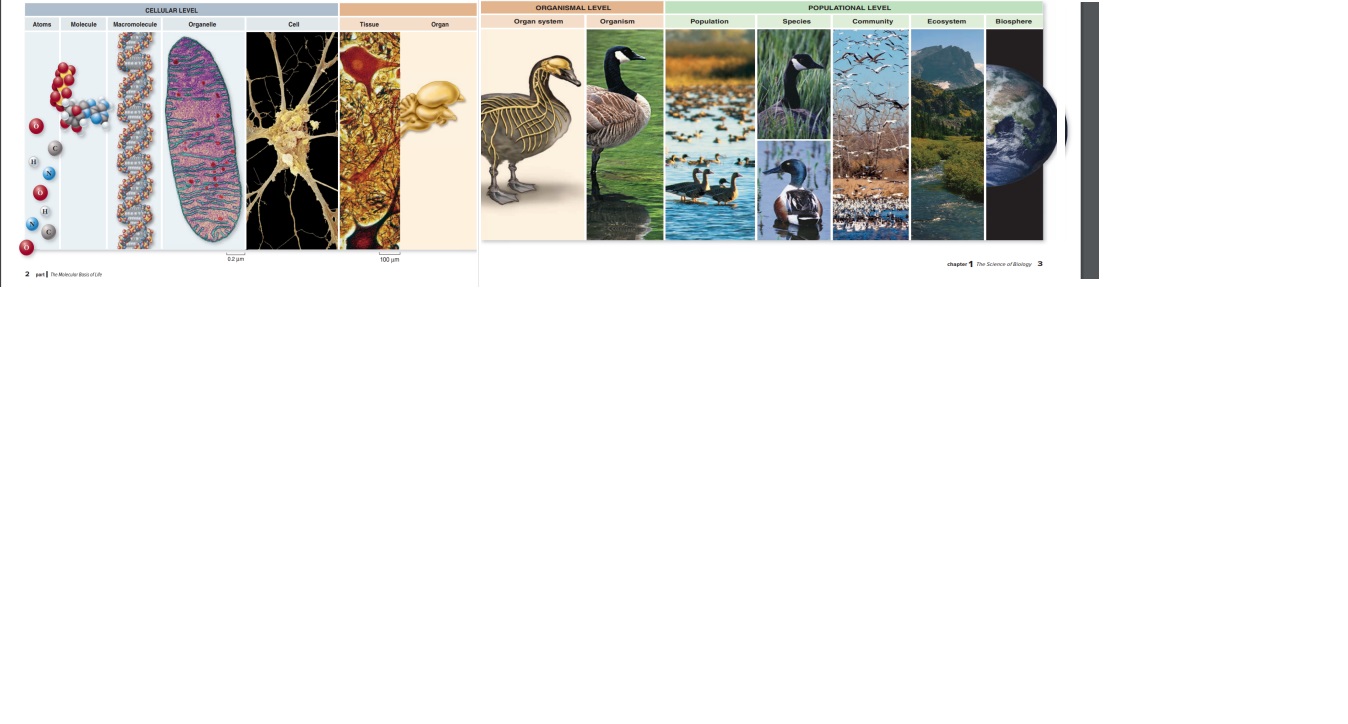 CELLULAR LEVEL
Atoms Molecule Macromolecule Organelle Cell Tissue Organ
O
C
H
N
O
H
N
C
O
0.2 µm
100 µm
2 part I The Molecular Basis of Life
ORGANISMAL LEVEL POPULATIONAL LEVEL
Organ system Organism Population Species Community Ecosystem Biosphere
chapter 1 The Science of Biology 3